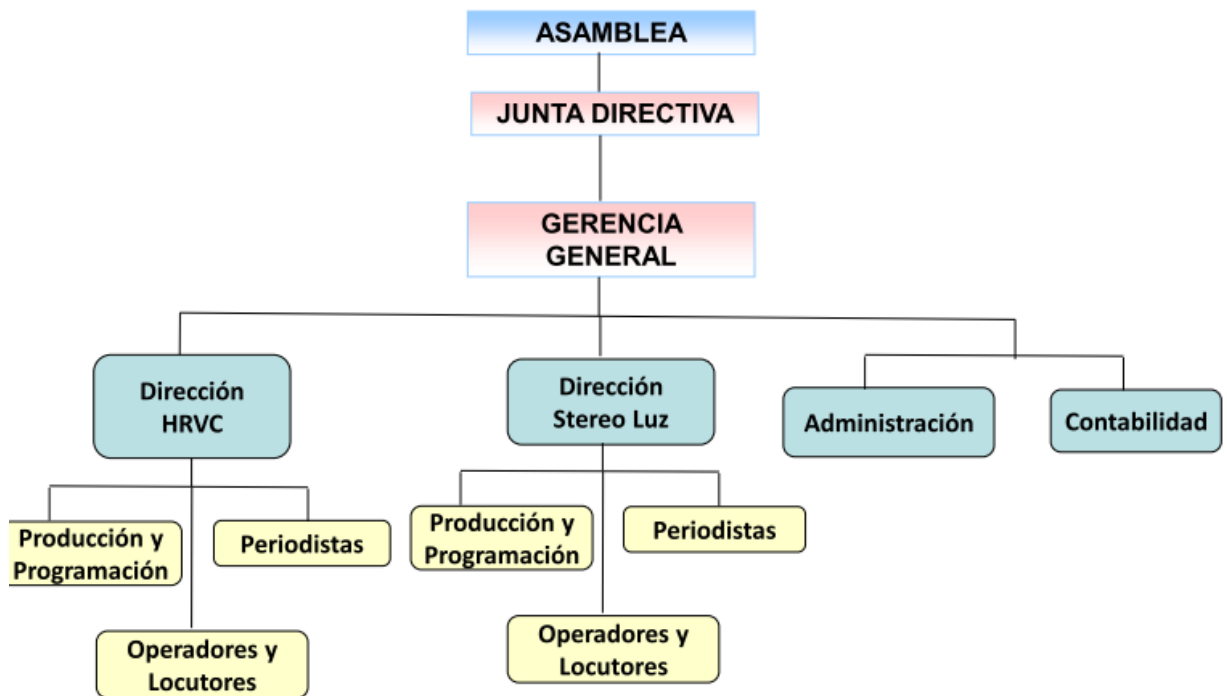 ASAMBLEA
JUNTA DIRECTIVA
GERENCIA
GENERAL
Dirección
HRVC
Dirección
Stereo Luz
Administración
Contabilidad
Producción y
Programación
Periodistas
Operadores y
Locutores
Producción y
Programación
Periodistas
Operadores y
Locutores